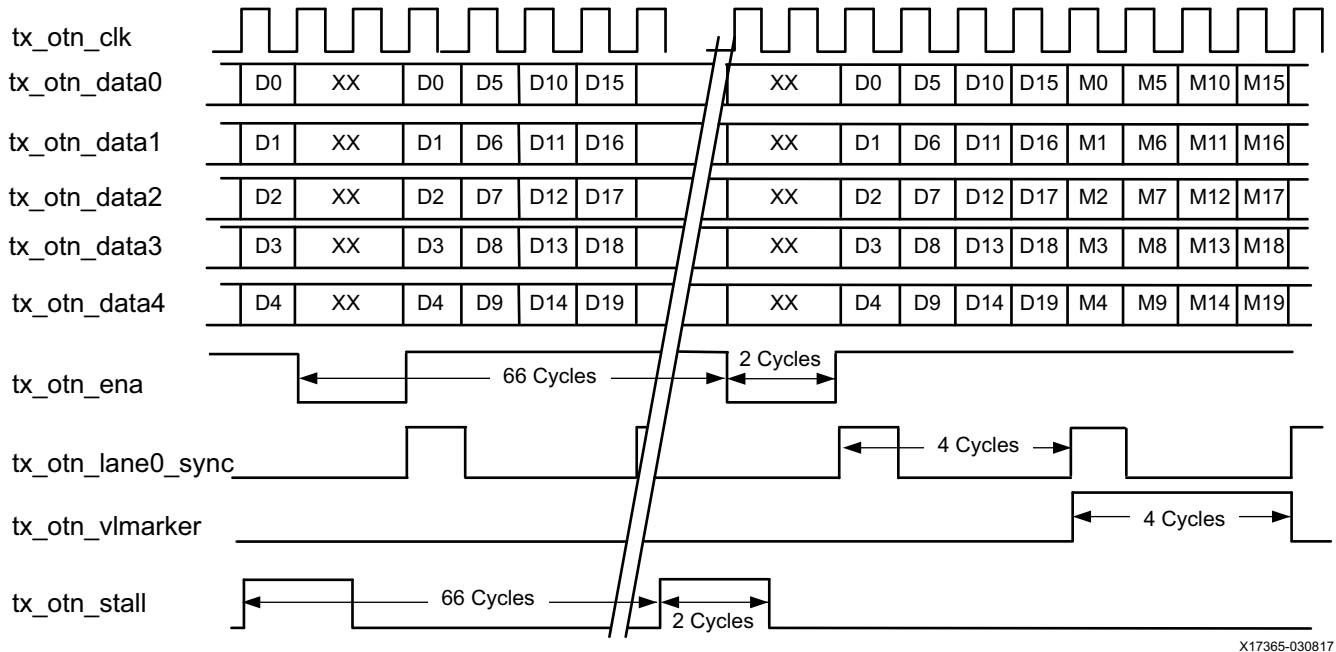 tx_otn_clk
tx_otn_data0 D0 XX D0 D5 D10 D15 XX D0 D5 D10 D15 M0 M5 M10 M15
tx_otn_data1 D1 XX D1 D6 D11 D16 XX D1 D6 D11 D16 M1 M6 M11 M16
tx_otn_data2 D2 XX D2 D7 D12 D17 XX D2 D7 D12 D17 M2 M7 M12 M17
tx_otn_data3 D3 XX D3 D8 D13 D18 XX D3 D8 D13 D18 M3 M8 M13 M18
tx_otn_data4 D4 XX D4 D9 D14 D19 XX D4 D9 D14 D19 M4 M9 M14 M19
tx_otn_ena 66 Cycles 2 Cycles
tx_otn_lane0_sync 4 Cycles
tx_otn_vlmarker 4 Cycles
tx_otn_stall 66 Cycles 2 Cycles
X17365-030817